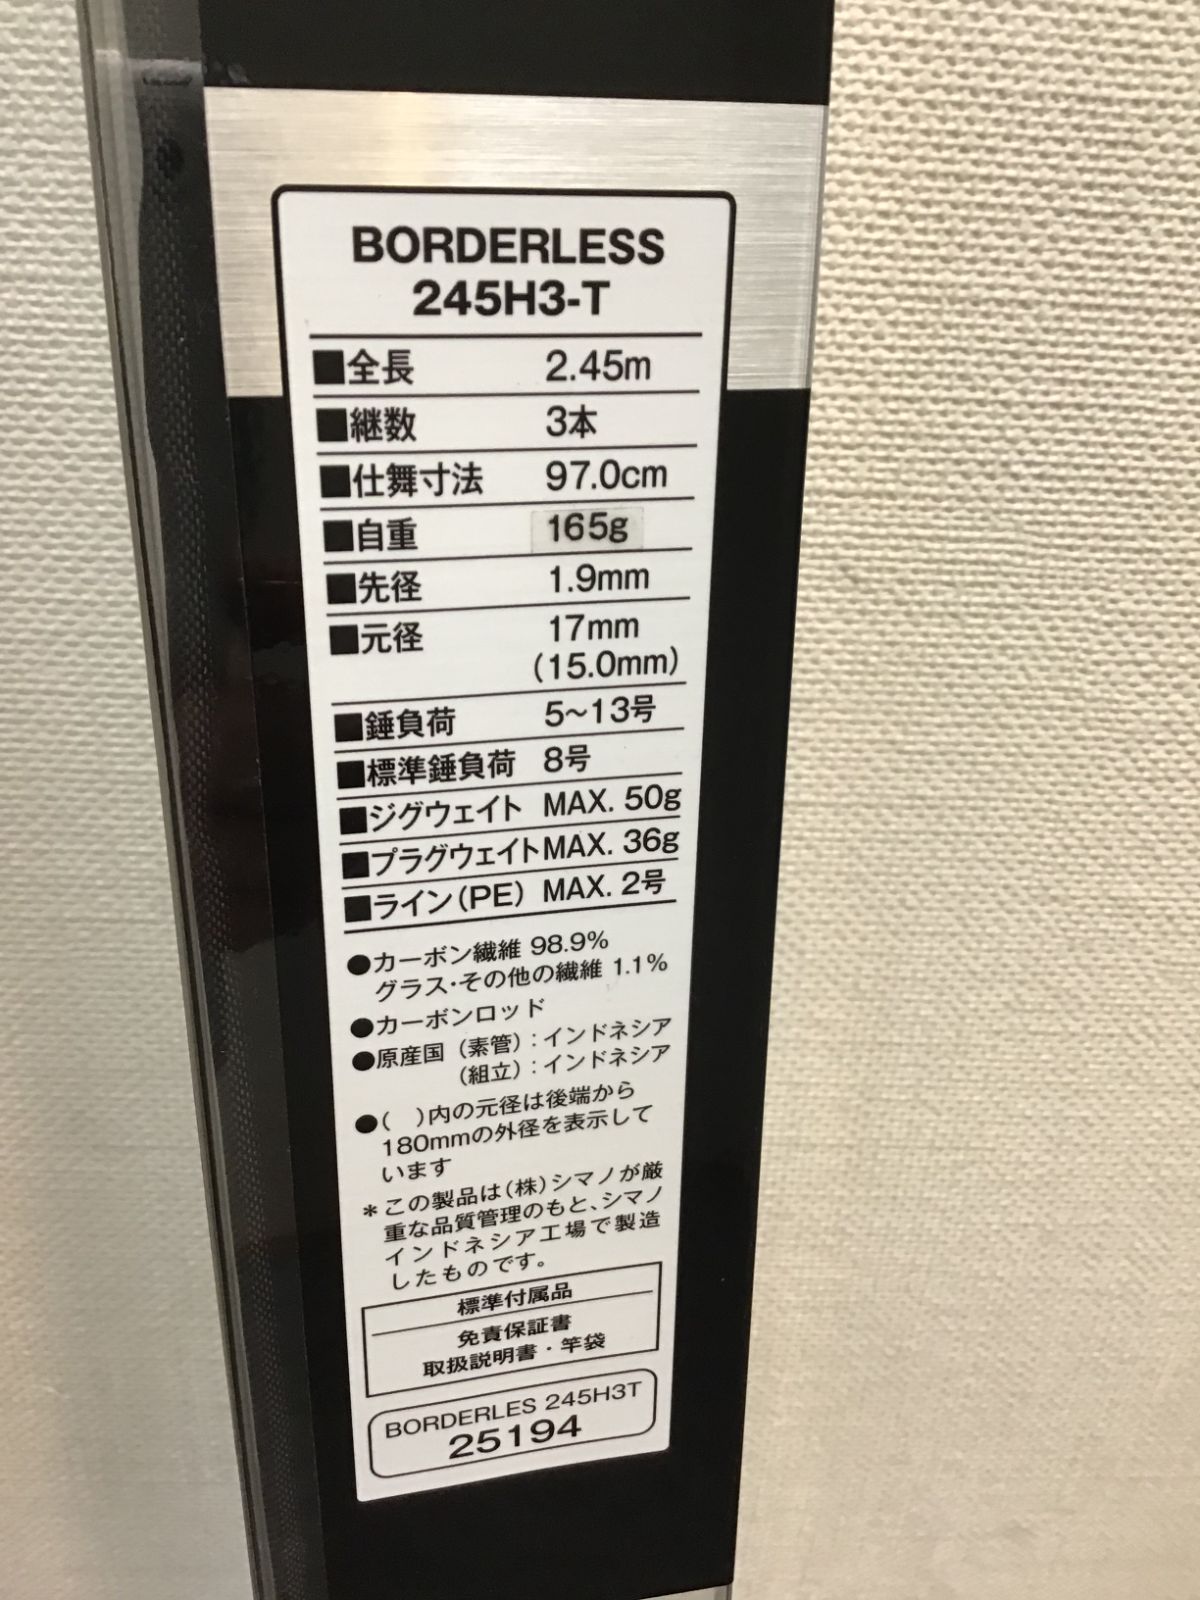 BORDERLESS
245H3-T
■全長 2.45m
■継数 3本
■仕舞寸法 97.0cm
■自重 165g
■先径 1.9mm
■元径 17mm
(15.0mm)
■錘負荷 5~13号
■標準錘負荷 8号
■ジグウェイト MAX. 50g
■プラグウェイト MAX. 36g
■ライン(PE) MAX. 2号
●カーボン繊維 98.9%
グラス・その他の繊維 1.1%
●カーボンロッド
●原産国 (素管):インドネシア
(組立):インドネシア
●( )内の元径は後端から
180mmの外径を表示して
います
*この製品は(株)シマノが厳
重な品質管理のもと、シマノ
インドネシア工場で製造
したものです。
標準付属品
免責保証書
取扱説明書・竿袋
BORDERLES 245H3T
25194